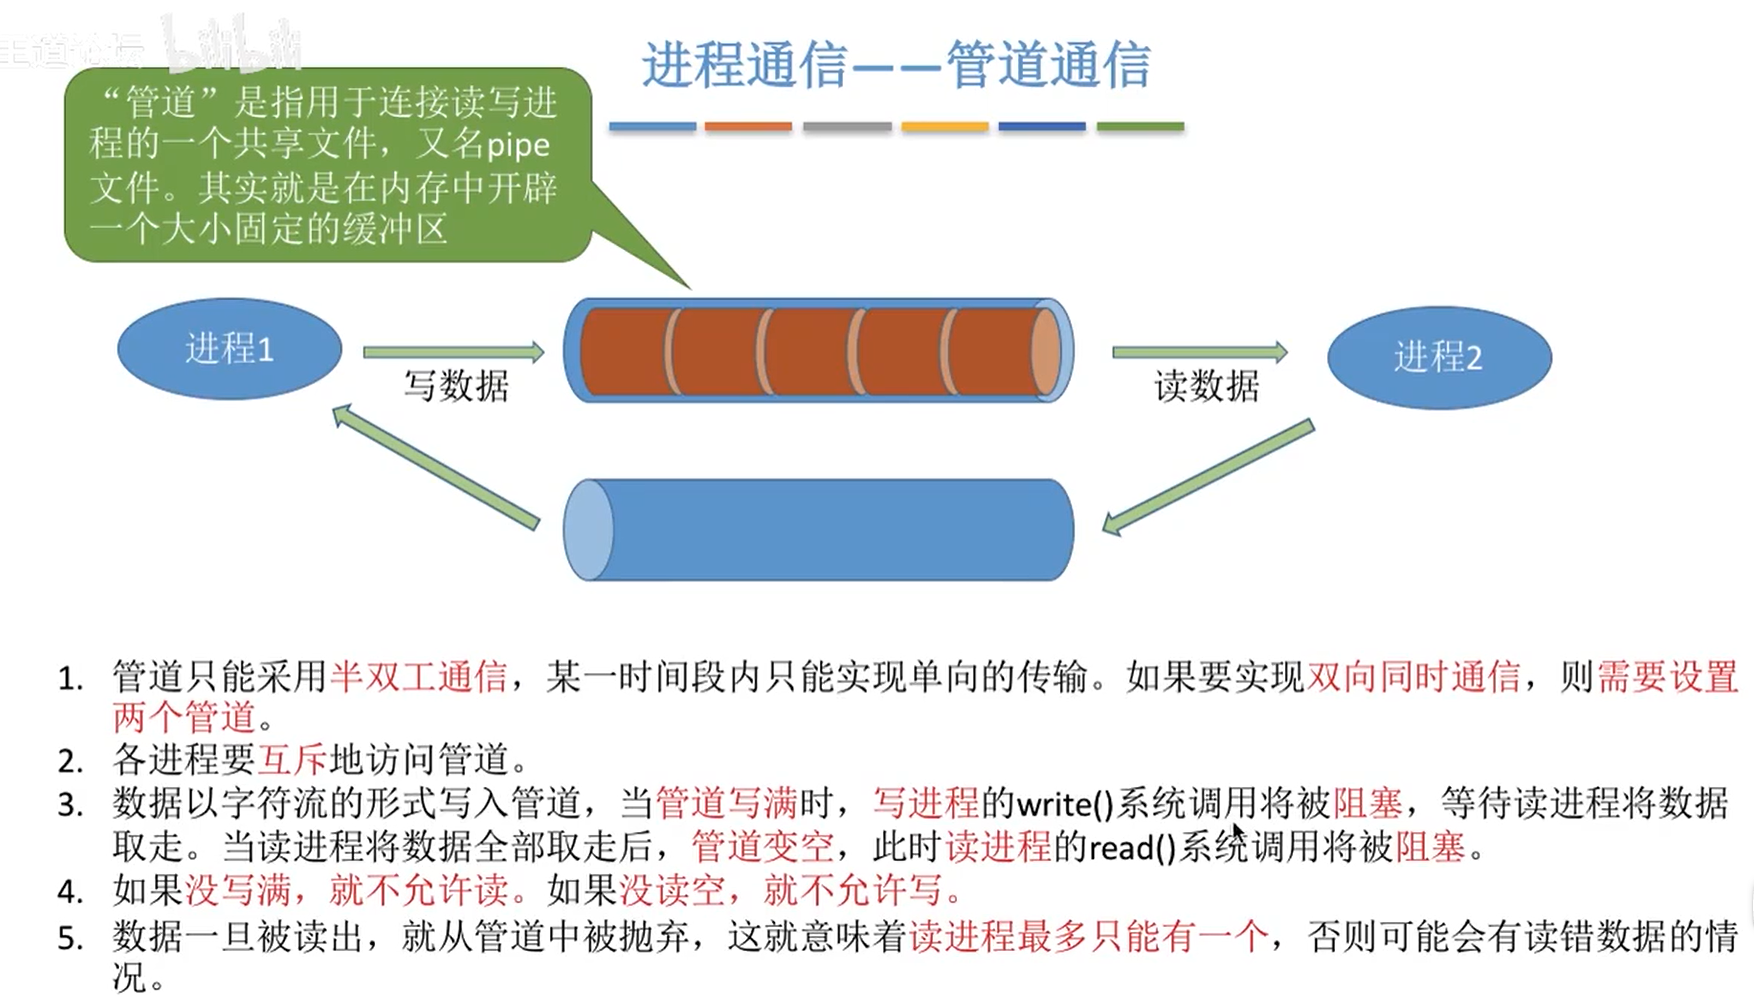 王道论坛 bilibili
进程通信——管道通信
“管道”是指用于连接读写进
程的一个共享文件，又名pipe
文件。其实就是在内存中开辟
一个大小固定的缓冲区
进程1
写数据
读数据
进程2
1. 管道只能采用半双工通信，某一时间段内只能实现单向的传输。如果要实现双向同时通信，则需要设置
两个管道。
2. 各进程要互斥地访问管道。
3. 数据以字符流的形式写入管道，当管道写满时，写进程的write()系统调用将被阻塞，等待读进程将数据
取走。当读进程将数据全部取走后，管道变空，此时读进程的read()系统调用将被阻塞。
4. 如果没写满，就不允许读。如果没读空，就不允许写。
5. 数据一旦被读出，就从管道中被抛弃，这就意味着读进程最多只能有一个，否则可能会有读错数据的情
况。